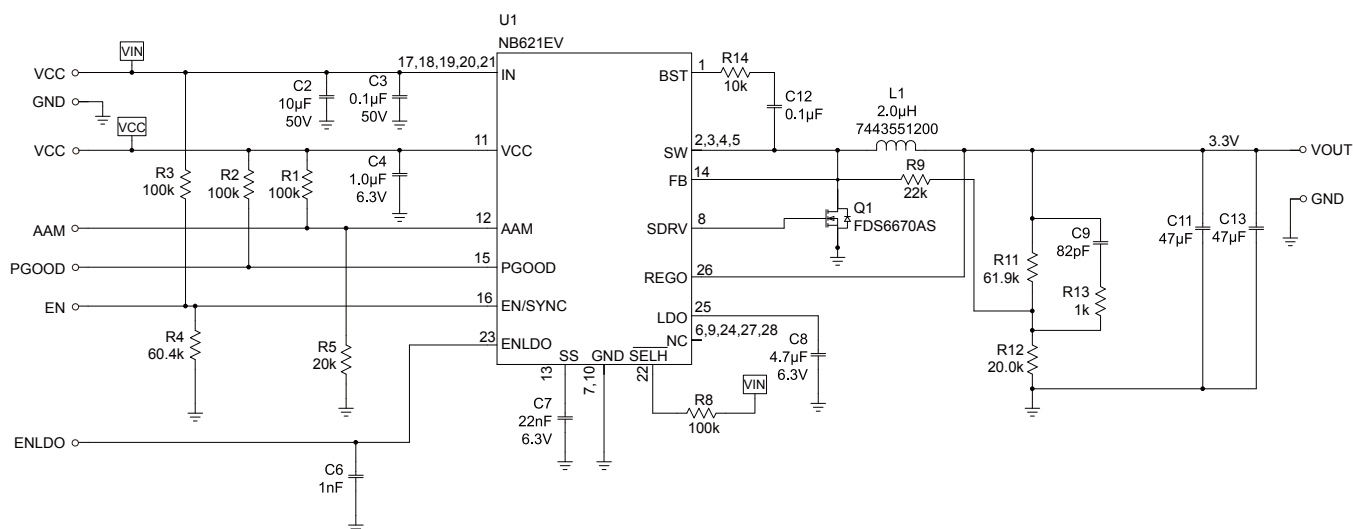 U1
NB621EV
VIN
VCC
17,18,19,20,21
IN
GND
C2
10µF
50V
C3
0.1µF
50V
VCC
VCC
11
VCC
R3
100k
R2
100k
R1
100k
C4
1.0µF
6.3V
AAM
12
AAM
PGOOD
15
PGOOD
EN
16
EN/SYNC
R4
60.4k
R5
20k
23
ENLDO
ENLDO
C6
1nF
SS
13
C7
22nF
6.3V
GND
7,10
SELH
22
R8
100k
VIN
BST
1
R14
10k
C12
0.1µF
SW
2,3,4,5
L1
2.0µH
7443551200
FB
14
R9
22k
SDRV
8
Q1
FDS6670AS
REGO
26
LDO
25
NC
6,9,24,27,28
C8
4.7µF
6.3V
R11
61.9k
C9
82pF
R13
1k
R12
20.0k
C11
47µF
C13
47µF
3.3V
VOUT
GND